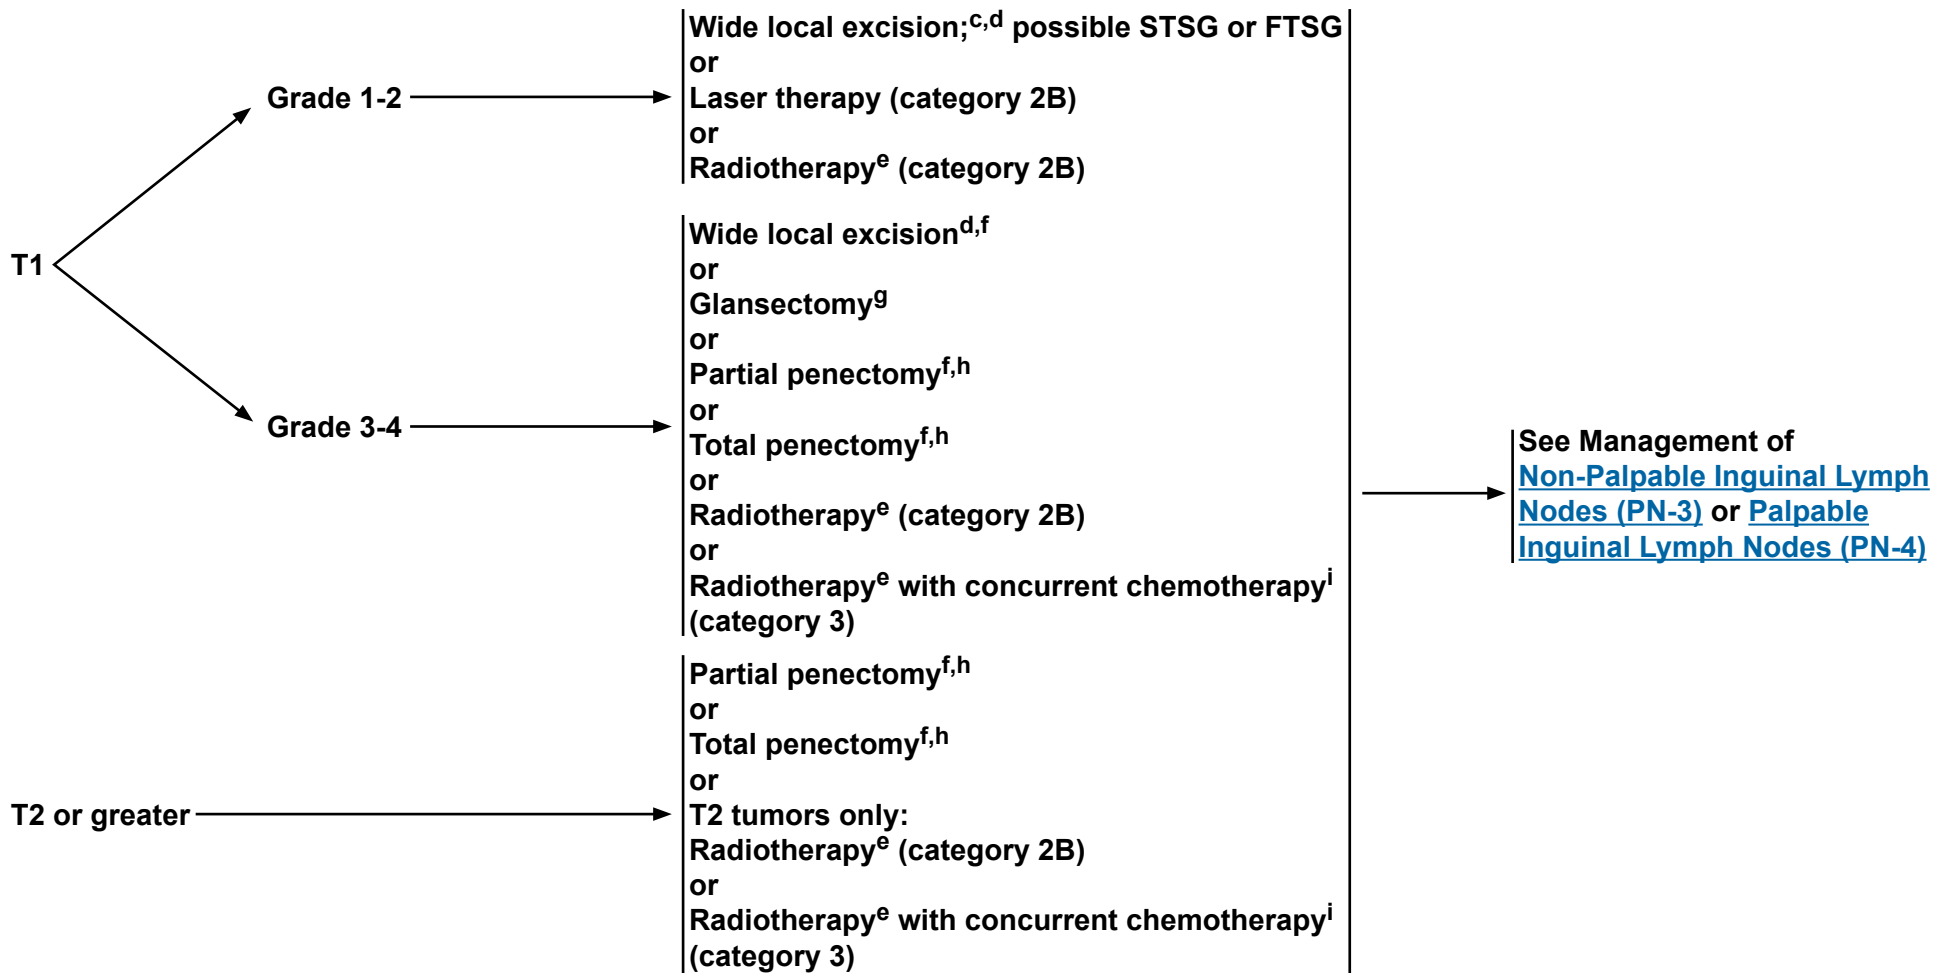 T1
Grade 1-2
Wide local excision;c,d possible STSG or FTSG
or
Laser therapy (category 2B)
or
Radiotherapye (category 2B)
Grade 3-4
Wide local excisiond,f
or
Glansectomyg
or
Partial penectomyf,h
or
Total penectomyf,h
or
Radiotherapye (category 2B)
or
Radiotherapye with concurrent chemotherapyi
(category 3)
T2 or greater
Partial penectomyf,h
or
Total penectomyf,h
or
T2 tumors only:
Radiotherapye (category 2B)
or
Radiotherapye with concurrent chemotherapyi
(category 3)
See Management of
Non-Palpable Inguinal Lymph
Nodes (PN-3) or Palpable
Inguinal Lymph Nodes (PN-4)